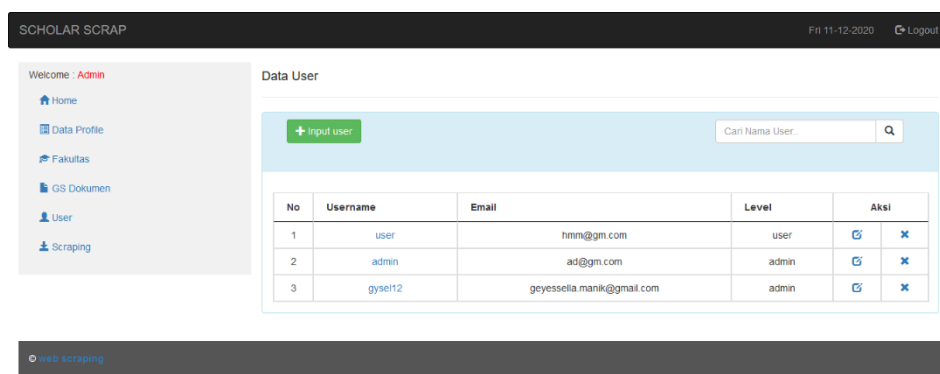 SCHOLAR SCRAP Fri 11-12-2020 Logout
Welcome : Admin
Home
Data Profile
Fakultas
GS Dokumen
User
Scraping
Data User
Input user Cari Nama User..
No Username Email Level Aksi
1 user hmm@gm.com user
2 admin ad@gm.com admin
3 gysel12 geyessella.manik@gmail.com admin
© web scraping